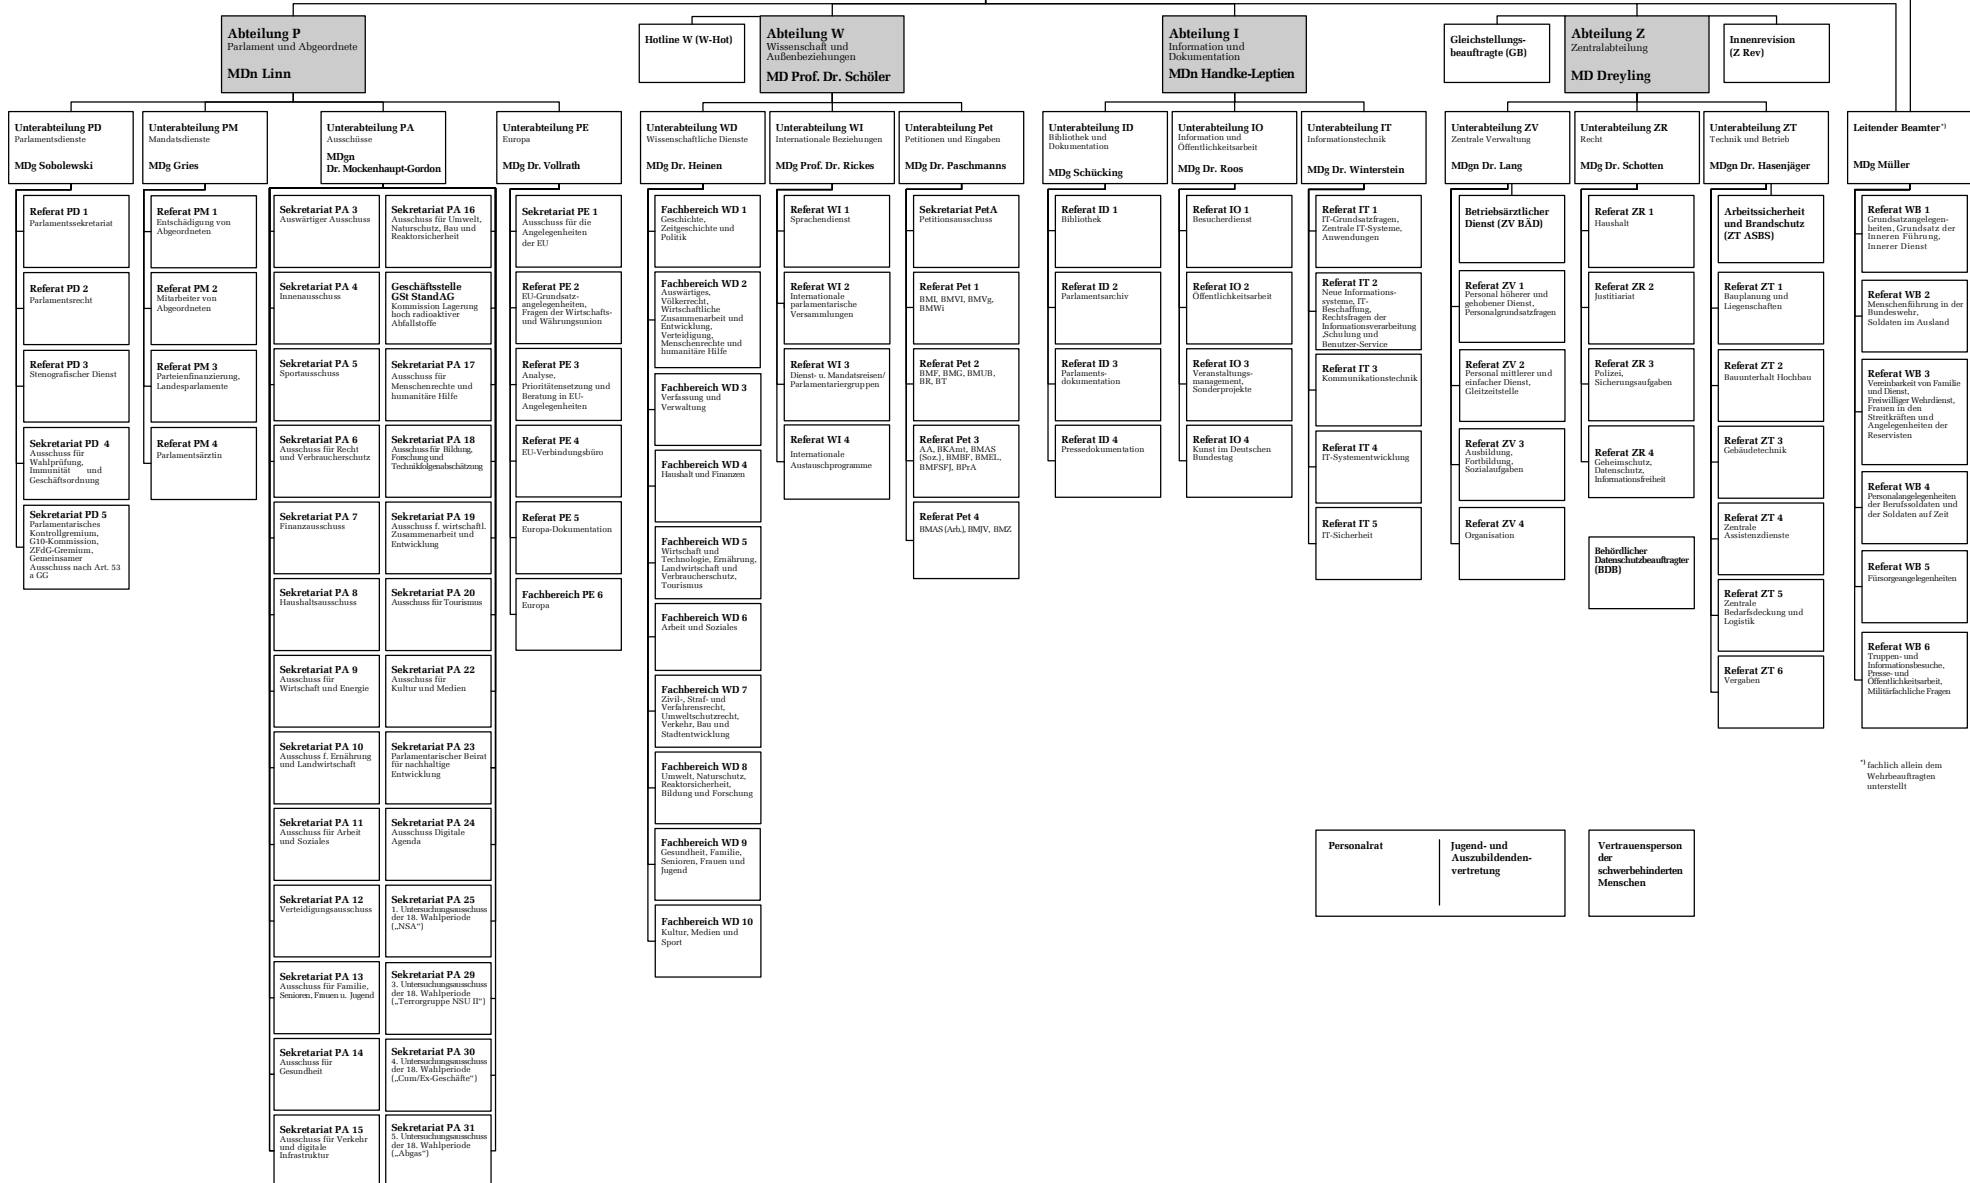 Abteilung P
Parlament und Abgeordnete
MDn Linn
Hotline W (W-Hot)
Abteilung W
Wissenschaft und
Außenbeziehungen
MD Prof. Dr. Schöler
Abteilung I
Information und
Dokumentation
MDn Handke-Leptien
Gleichstellungs-
beauftragte (GB)
Abteilung Z
Zentralabteilung
MD Dreyling
Innenrevision
(Z Rev)
Unterabteilung PD
Parlamentsdienste
MDg Sobolewski
Unterabteilung PM
Mandatsdienste
MDg Gries
Unterabteilung PA
Ausschüsse
MDgn
Dr. Mockenhaupt-Gordon
Unterabteilung PE
Europa
MDg Dr. Vollrath
Unterabteilung WD
Wissenschaftliche Dienste
MDg Dr. Heinen
Unterabteilung WI
Internationale Beziehungen
MDg Prof. Dr. Rickes
Unterabteilung Pet
Petitionen und Eingaben
MDg Dr. Paschmanns
Unterabteilung ID
Bibliothek und
Dokumentation
MDg Schücking
Unterabteilung IO
Information und
Öffentlichkeitsarbeit
MDg Dr. Roos
Unterabteilung IT
Informationstechnik
MDg Dr. Winterstein
Unterabteilung ZV
Zentrale Verwaltung
MDgn Dr. Lang
Unterabteilung ZR
Recht
MDg Dr. Schotten
Unterabteilung ZT
Technik und Betrieb
MDgn Dr. Hasenjäger
Leitender Beamter*)
MDg Müller
Referat PD 1
Parlamentssekretariat
Referat PD 2
Parlamentsrecht
Referat PD 3
Stenografischer Dienst
Sekretariat PD 4
Ausschuss für
Wahlprüfung,
Immunität und
Geschäftsordnung
Sekretariat PD 5
Parlamentarisches
Kontrollgremium,
G10-Kommission,
ZFdG-Gremium,
Gemeinsamer
Ausschuss nach Art. 53
a GG
Referat PM 1
Entschädigung von
Abgeordneten
Referat PM 2
Mitarbeiter von
Abgeordneten
Referat PM 3
Parteienfinanzierung,
Landesparlamente
Referat PM 4
Parlamentsärztin
Sekretariat PA 3
Auswärtiger Ausschuss
Sekretariat PA 4
Innenausschuss
Sekretariat PA 5
Sportausschuss
Sekretariat PA 6
Ausschuss für Recht
und Verbraucherschutz
Sekretariat PA 7
Finanzausschuss
Sekretariat PA 8
Haushaltsausschuss
Sekretariat PA 9
Ausschuss für
Wirtschaft und Energie
Sekretariat PA 10
Ausschuss f. Ernährung
und Landwirtschaft
Sekretariat PA 11
Ausschuss für Arbeit
und Soziales
Sekretariat PA 12
Verteidigungsausschuss
Sekretariat PA 13
Ausschuss für Familie,
Senioren, Frauen u. Jugend
Sekretariat PA 14
Ausschuss für
Gesundheit
Sekretariat PA 15
Ausschuss für Verkehr
und digitale
Infrastruktur
Sekretariat PA 16
Ausschuss für Umwelt,
Naturschutz, Bau und
Reaktorsicherheit
Geschäftsstelle
GSt StandAG
Kommission Lagerung
hoch radioaktiver
Abfallstoffe
Sekretariat PA 17
Ausschuss für
Menschenrechte und
humanitäre Hilfe
Sekretariat PA 18
Ausschuss für Bildung,
Forschung und
Technikfolgenabschätzung
Sekretariat PA 19
Ausschuss f. wirtschaftl.
Zusammenarbeit und
Entwicklung
Sekretariat PA 20
Ausschuss für Tourismus
Sekretariat PA 22
Ausschuss für
Kultur und Medien
Sekretariat PA 23
Parlamentarischer Beirat
für nachhaltige
Entwicklung
Sekretariat PA 24
Ausschuss Digitale
Agenda
Sekretariat PA 25
1. Untersuchungsausschuss
der 18. Wahlperiode
(„NSA“)
Sekretariat PA 29
3. Untersuchungsausschuss
der 18. Wahlperiode
(„Terrorgruppe NSU II“)
Sekretariat PA 30
4. Untersuchungsausschuss
der 18. Wahlperiode
(„Cum/Ex-Geschäfte“)
Sekretariat PA 31
5. Untersuchungsausschuss
der 18. Wahlperiode
(„Abgas“)
Sekretariat PE 1
Ausschuss für die
Angelegenheiten
der EU
Referat PE 2
EU-Grundsatz-
angelegenheiten,
Fragen der Wirtschafts-
und Währungsunion
Referat PE 3
Analyse,
Prioritätensetzung und
Beratung in EU-
Angelegenheiten
Referat PE 4
EU-Verbindungsbüro
Referat PE 5
Europa-Dokumentation
Fachbereich PE 6
Europa
Fachbereich WD 1
Geschichte,
Zeitgeschichte und
Politik
Fachbereich WD 2
Auswärtiges,
Völkerrecht,
Wirtschaftliche
Zusammenarbeit und
Entwicklung,
Verteidigung,
Menschenrechte und
humanitäre Hilfe
Fachbereich WD 3
Verfassung und
Verwaltung
Fachbereich WD 4
Haushalt und Finanzen
Fachbereich WD 5
Wirtschaft und
Technologie, Ernährung,
Landwirtschaft und
Verbraucherschutz,
Tourismus
Fachbereich WD 6
Arbeit und Soziales
Fachbereich WD 7
Zivil-, Straf- und
Verfahrensrecht,
Umweltschutzrecht,
Verkehr, Bau und
Stadtentwicklung
Fachbereich WD 8
Umwelt, Naturschutz,
Reaktorsicherheit,
Bildung und Forschung
Fachbereich WD 9
Gesundheit, Familie,
Senioren, Frauen und
Jugend
Fachbereich WD 10
Kultur, Medien und
Sport
Referat WI 1
Sprachendienst
Referat WI 2
Internationale
parlamentarische
Versammlungen
Referat WI 3
Dienst- u. Mandatsreisen/
Parlamentariergruppen
Referat WI 4
Internationale
Austauschprogramme
Sekretariat PetA
Petitionsausschuss
Referat Pet 1
BMI, BMVI, BMVg,
BMWi
Referat Pet 2
BMF, BMG, BMUB,
BR, BT
Referat Pet 3
AA, BKAmt, BMAS
(Soz.), BMBF, BMEL,
BMFSFJ, BPrA
Referat Pet 4
BMAS (Arb.), BMJV, BMZ
Referat ID 1
Bibliothek
Referat ID 2
Parlamentsarchiv
Referat ID 3
Parlaments-
dokumentation
Referat ID 4
Pressedokumentation
Referat IO 1
Besucherdienst
Referat IO 2
Öffentlichkeitsarbeit
Referat IO 3
Veranstaltungs-
management,
Sonderprojekte
Referat IO 4
Kunst im Deutschen
Bundestag
Referat IT 1
IT-Grundsatzfragen,
Zentrale IT-Systeme,
Anwendungen
Referat IT 2
Neue Informations-
systeme, IT-
Beschaffung,
Rechtsfragen der
Informationsverarbeitung
,Schulung und
Benutzer-Service
Referat IT 3
Kommunikationstechnik
Referat IT 4
IT-Systementwicklung
Referat IT 5
IT-Sicherheit
Betriebsärztlicher
Dienst (ZV BÄD)
Referat ZV 1
Personal höherer und
gehobener Dienst,
Personalgrundsatzfragen
Referat ZV 2
Personal mittlerer und
einfacher Dienst,
Gleitzeitstelle
Referat ZV 3
Ausbildung,
Fortbildung,
Sozialaufgaben
Referat ZV 4
Organisation
Referat ZR 1
Haushalt
Referat ZR 2
Justitiariat
Referat ZR 3
Polizei,
Sicherungsaufgaben
Referat ZR 4
Geheimschutz,
Datenschutz,
Informationsfreiheit
Behördlicher
Datenschutzbeauftragter
(BDB)
Arbeitssicherheit
und Brandschutz
(ZT ASBS)
Referat ZT 1
Bauplanung und
Liegenschaften
Referat ZT 2
Bauunterhalt Hochbau
Referat ZT 3
Gebäudetechnik
Referat ZT 4
Zentrale
Assistenzdienste
Referat ZT 5
Zentrale
Bedarfsdeckung und
Logistik
Referat ZT 6
Vergaben
Referat WB 1
Grundsatzangelegen-
heiten, Grundsatz der
Inneren Führung,
Innerer Dienst
Referat WB 2
Menschenführung in der
Bundeswehr,
Soldaten im Ausland
Referat WB 3
Vereinbarkeit von Familie
und Dienst,
Freiwilliger Wehrdienst,
Frauen in den
Streitkräften und
Angelegenheiten der
Reservisten
Referat WB 4
Personalangelegenheiten
der Berufssoldaten und
der Soldaten auf Zeit
Referat WB 5
Fürsorgeangelegenheiten
Referat WB 6
Truppen- und
Informationsbesuche,
Presse- und
Öffentlichkeitsarbeit,
Militärfachliche Fragen
*) fachlich allein dem
Wehrbeauftragten
unterstellt
Personalrat
Jugend- und
Auszubildenden-
vertretung
Vertrauensperson
der
schwerbehinderten
Menschen